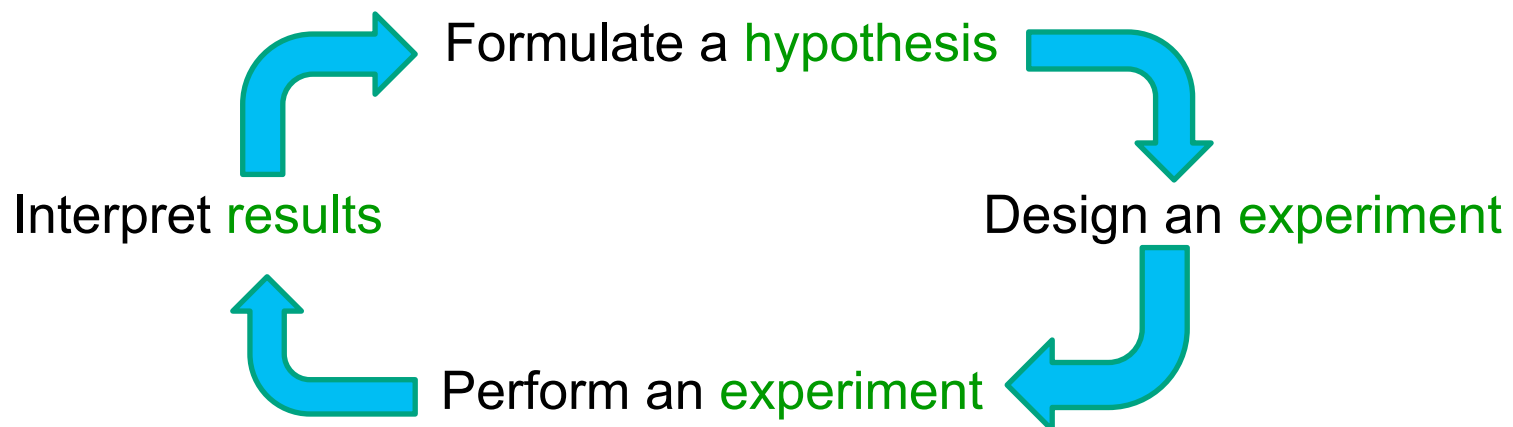 Formulate a hypothesis
Interpret results
Design an experiment
Perform an experiment